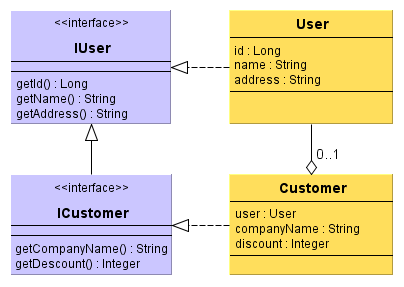 <<interface>>
IUser
getId() : Long
getName() : String
getAddress() : String
User
id : Long
name : String
address : String
0..1
<<interface>>
ICustomer
getCompanyName() : String
getDescount() : Integer
Customer
user : User
companyName : String
discount : Integer